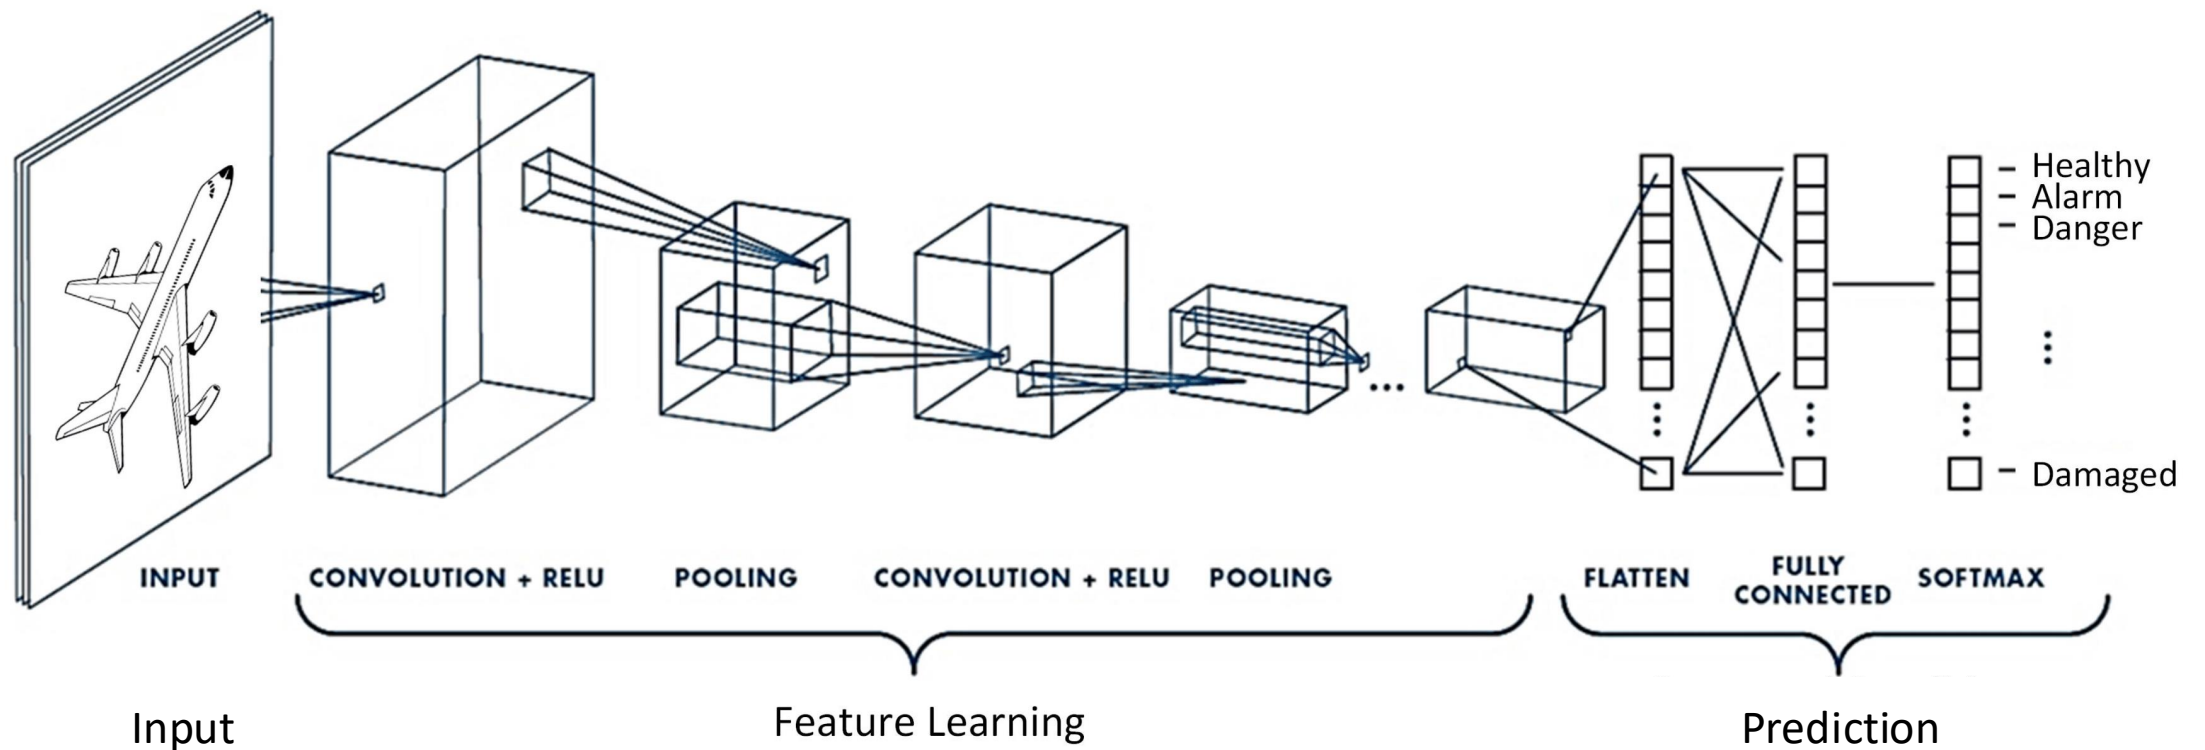 Healthy
Alarm
Danger
Damaged
INPUT
CONVOLUTION + RELU
POOLING
CONVOLUTION + RELU
POOLING
FLATTEN
FULLY
CONNECTED
SOFTMAX
Input
Feature Learning
Prediction